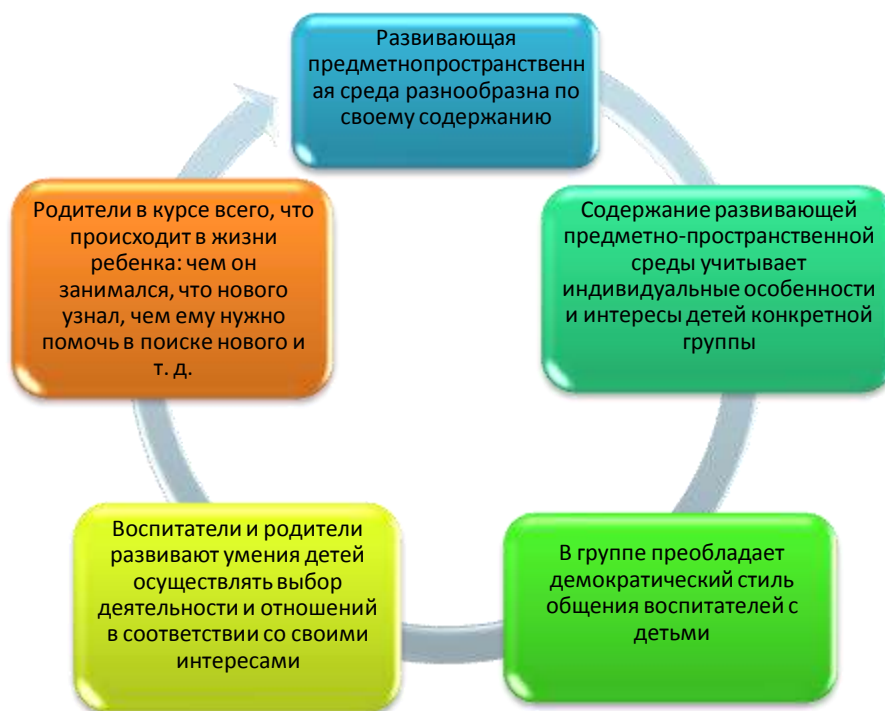 Развивающая
предметнопространственн
ая среда разнообразна по
своему содержанию
Содержание развивающей
предметно-пространственной
среды учитывает
индивидуальные особенности
и интересы детей конкретной
группы
В группе преобладает
демократический стиль
общения воспитателей с
детьми
Воспитатели и родители
развивают умения детей
осуществлять выбор
деятельности и отношений
в соответствии со своими
интересами
Родители в курсе всего, что
происходит в жизни
ребенка: чем он
занимался, что нового
узнал, чем ему нужно
помочь в поиске нового и
т. д.